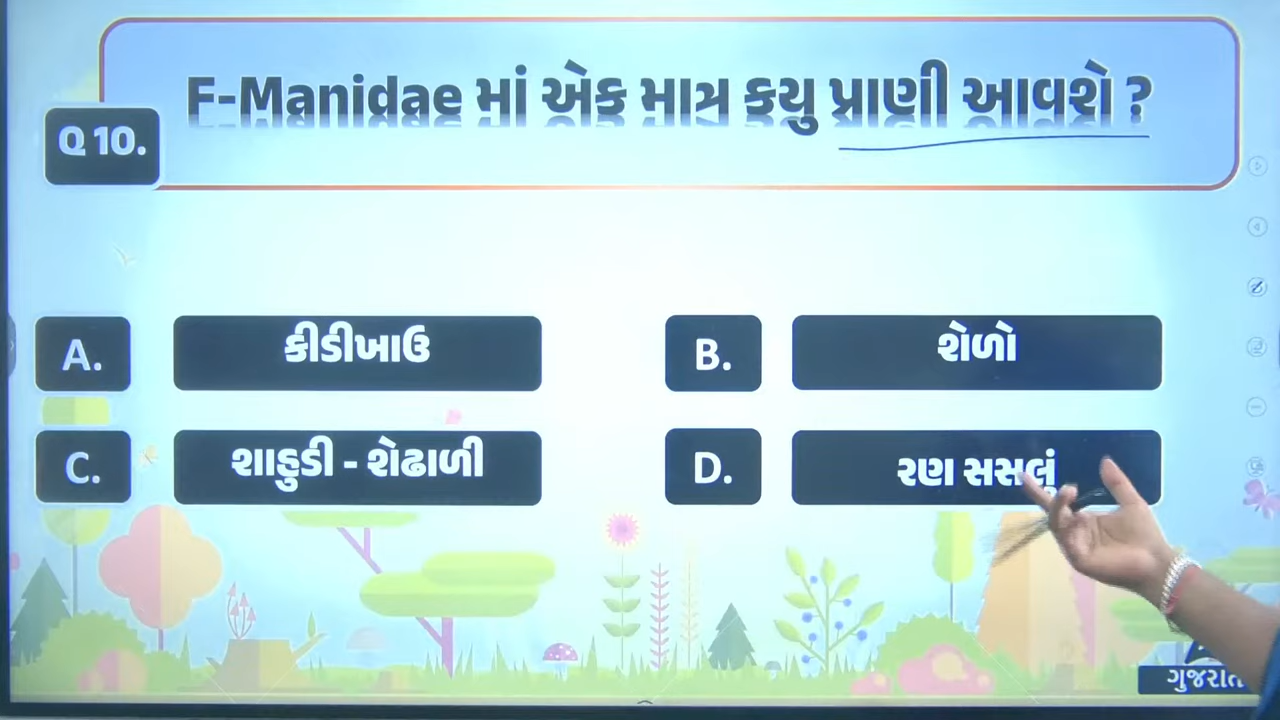 Q 10.
F-Manidae માં એક માત્ર કયુ પ્રાણી આવશે ?
A.
કીડીખાઉ
B.
શેળો
C.
શાહુડી - શેઢાળી
D.
રણ સસલું
ગુજરાત